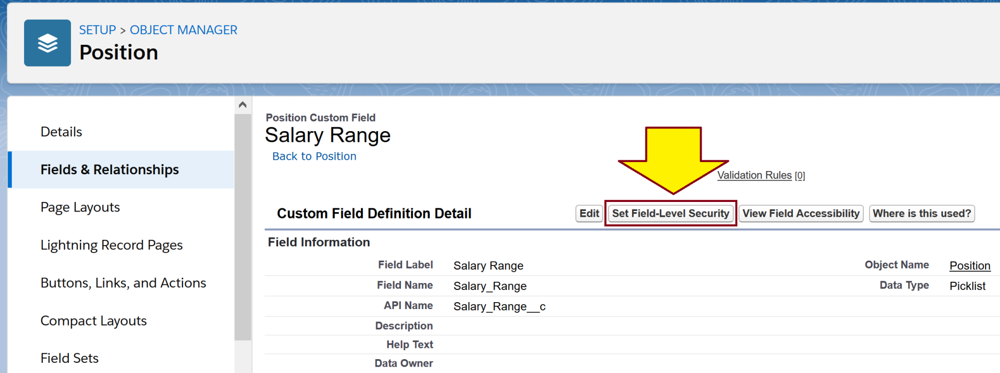 SETUP > OBJECT MANAGER
Position
Details
Fields & Relationships
Page Layouts
Lightning Record Pages
Buttons, Links, and Actions
Compact Layouts
Field Sets
Position Custom Field
Salary Range
Back to Position
Validation Rules [0]
Custom Field Definition Detail
Edit Set Field-Level Security View Field Accessibility Where is this used?
Field Information
Field Label Salary Range Object Name Position
Field Name Salary_Range Data Type Picklist
API Name Salary_Range__c
Description
Help Text
Data Owner